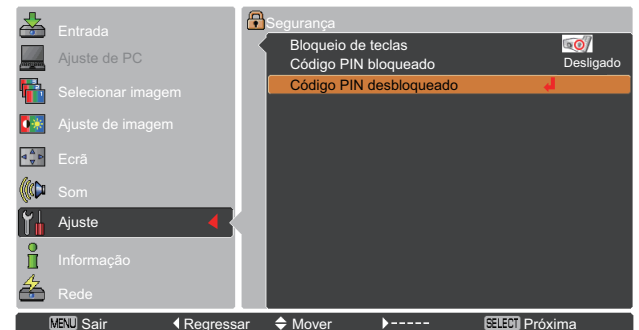 Entrada
Ajuste de PC
Selecionar imagem
Ajuste de imagem
Ecrã
Som
Ajuste
Informação
Rede
Segurança
Bloqueio de teclas
Código PIN bloqueado Desligado
Código PIN desbloqueado
MENU Sair Regressar Mover ----- SELECT Próxima